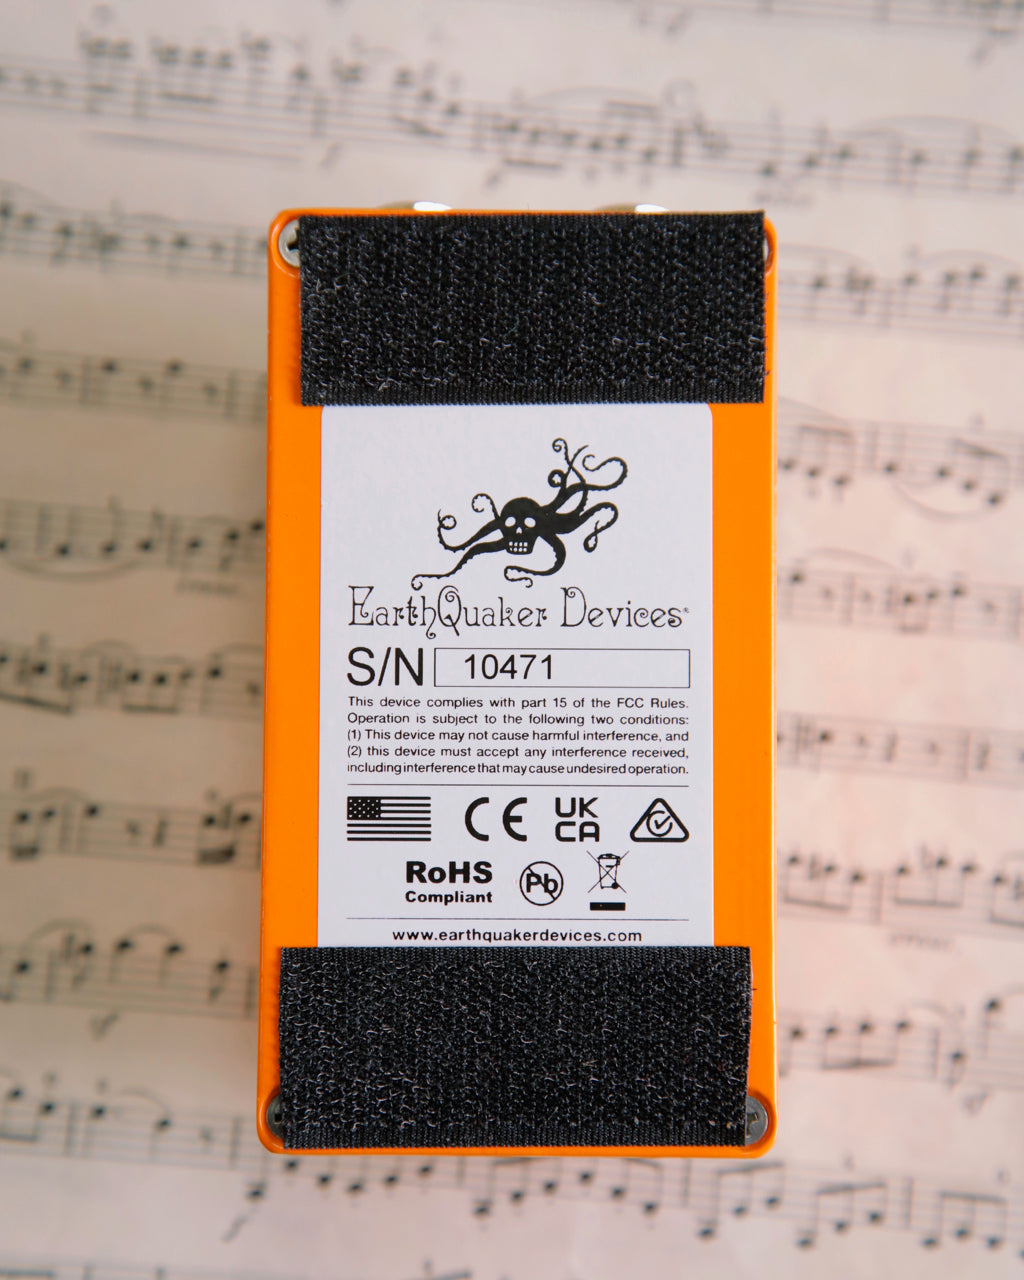 EarthQuaker Devices®
S/N 10471
This device complies with part 15 of the FCC Rules.
Operation is subject to the following two conditions:
(1) This device may not cause harmful interference, and
(2) this device must accept any interference received,
including interference that may cause undesired operation.
CE UK
CA
RoHS
Compliant
Pb
www.earthquakerdevices.com